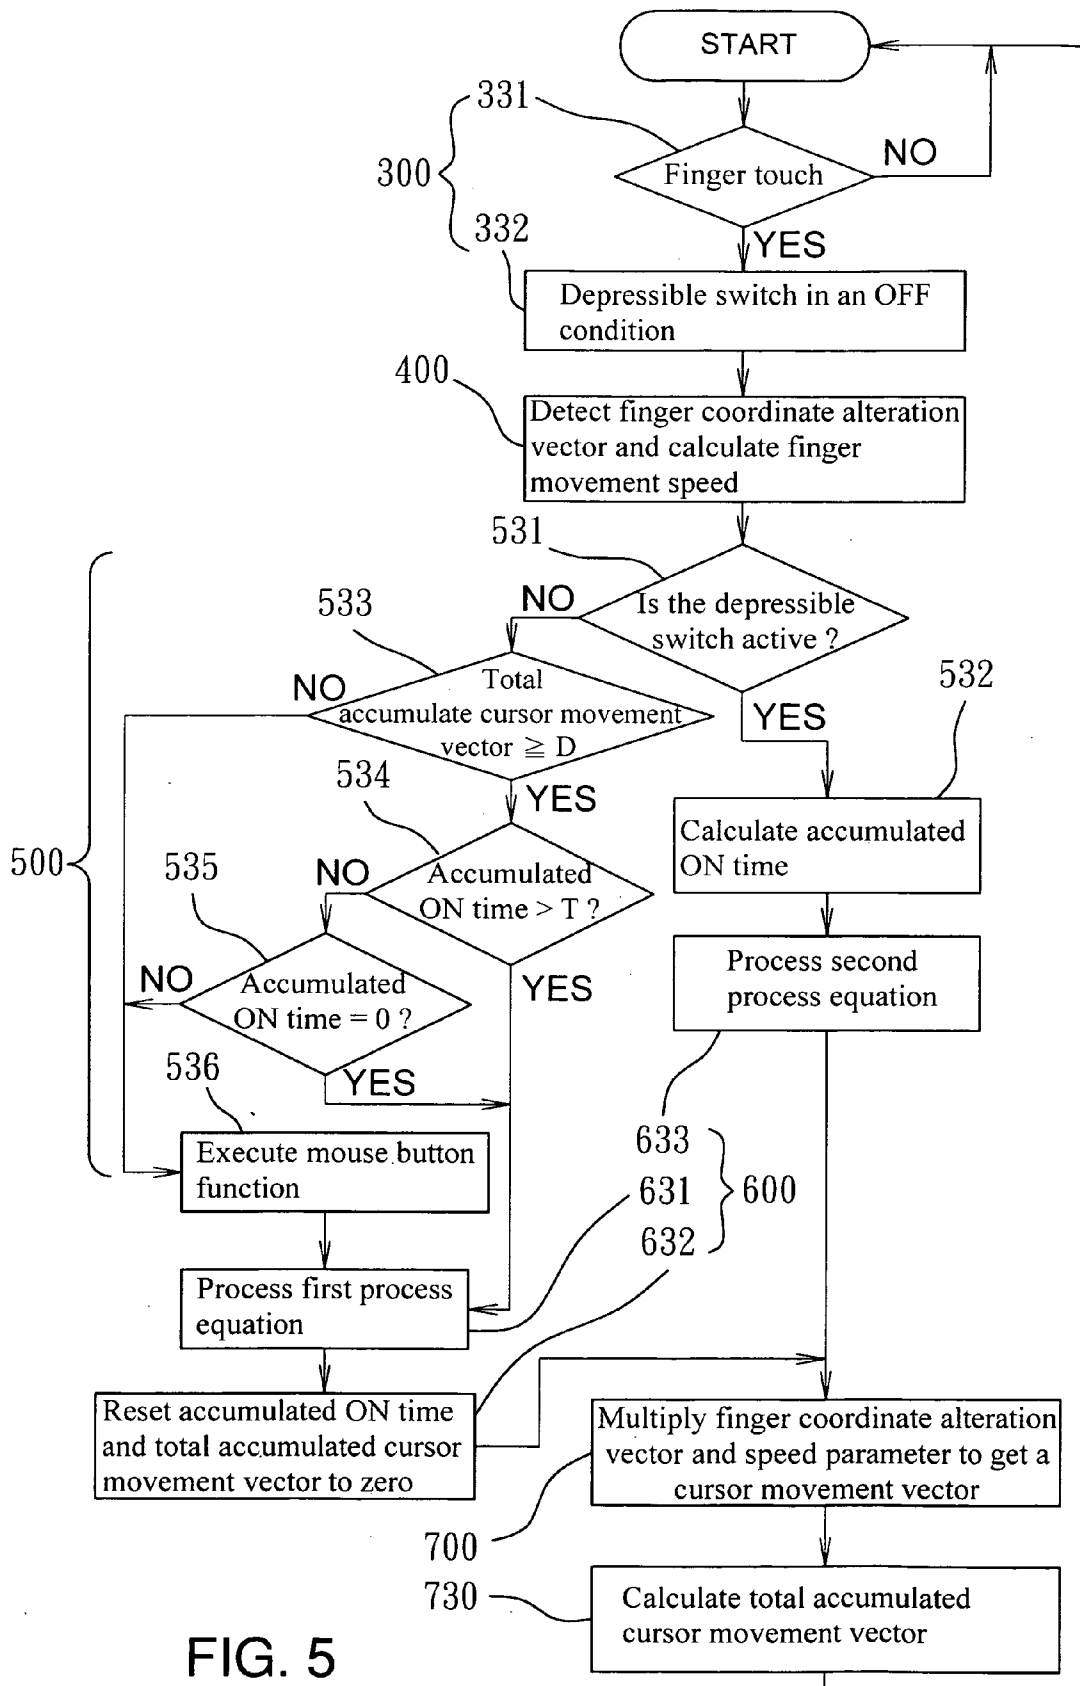 START
331
300
Finger touch
NO
332
YES
Depressible switch in an OFF
condition
400
Detect finger coordinate alteration
vector and calculate finger
movement speed
531
Is the depressible
switch active ?
NO
YES
533
Total
accumulate cursor movement
vector ≧ D
NO
YES
532
Calculate accumulated
ON time
534
Accumulated
ON time > T ?
NO
YES
500
535
Accumulated
ON time = 0 ?
NO
YES
Process second
process equation
536
Execute mouse button
function
633
631
632
600
Process first process
equation
Reset accumulated ON time
and total accumulated cursor
movement vector to zero
Multiply finger coordinate alteration
vector and speed parameter to get a
cursor movement vector
700
730
Calculate total accumulated
cursor movement vector
FIG. 5